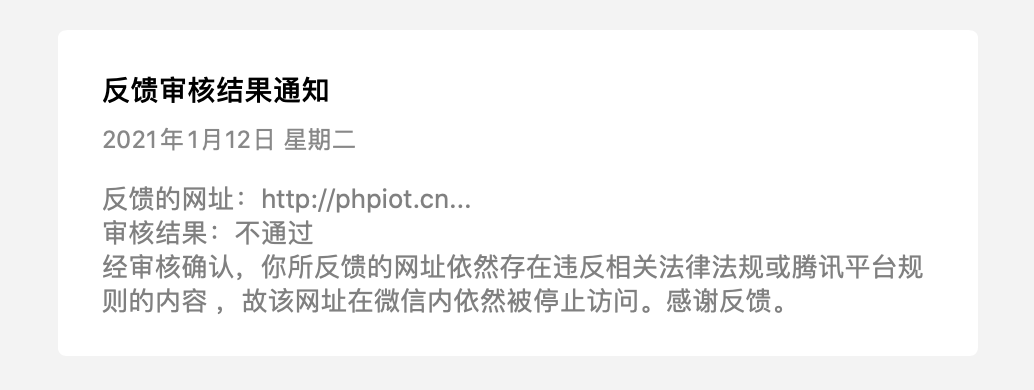 反馈审核结果通知
2021年1月12日 星期二
反馈的网址：http://phpiot.cn...
审核结果：不通过
经审核确认，你所反馈的网址依然存在违反相关法律法规或腾讯平台规
则的内容 ，故该网址在微信内依然被停止访问。感谢反馈。